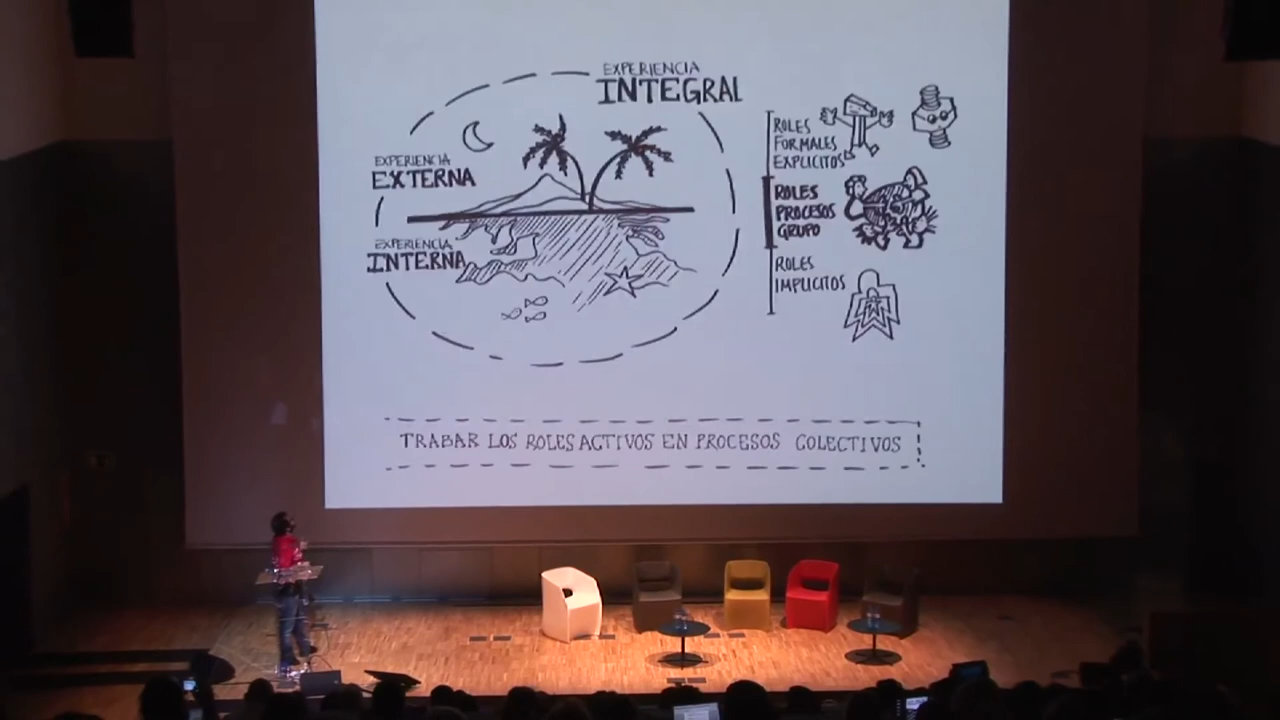 EXPERIENCIA
INTEGRAL
EXPERIENCIA
EXTERNA
EXPERIENCIA
INTERNA
ROLES
FORMALES
EXPLICITOS
ROLES
PROCESOS
GRUPO
ROLES
IMPLICITOS
TRABAR LOS ROLES ACTIVOS EN PROCESOS COLECTIVOS